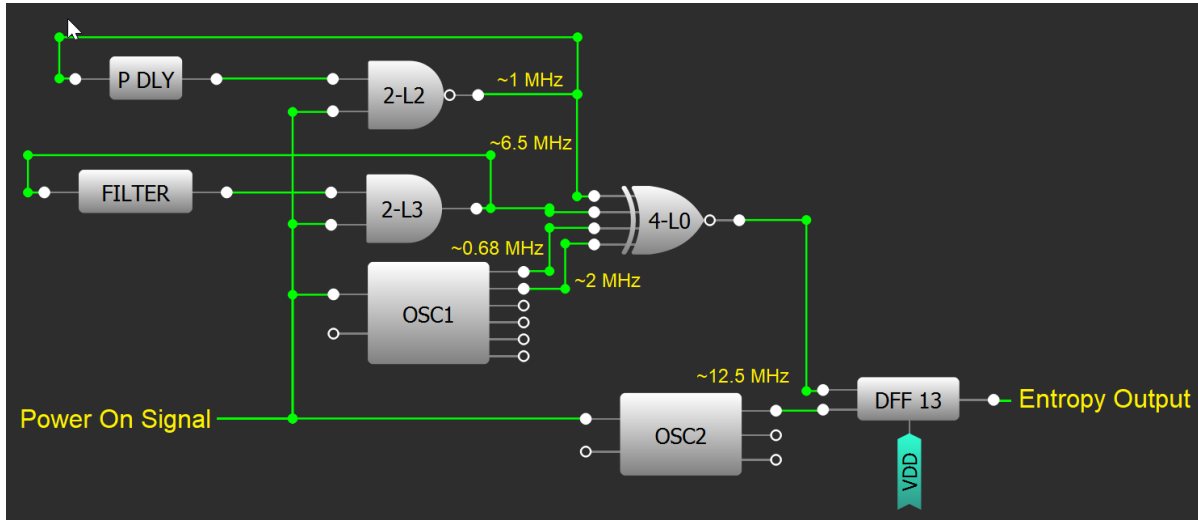 P DLY
2-L2
~1 MHz
~6.5 MHz
FILTER
2-L3
4-L0
~0.68 MHz
~2 MHz
OSC1
~12.5 MHz
Power On Signal
OSC2
DFF 13
Entropy Output
VDD